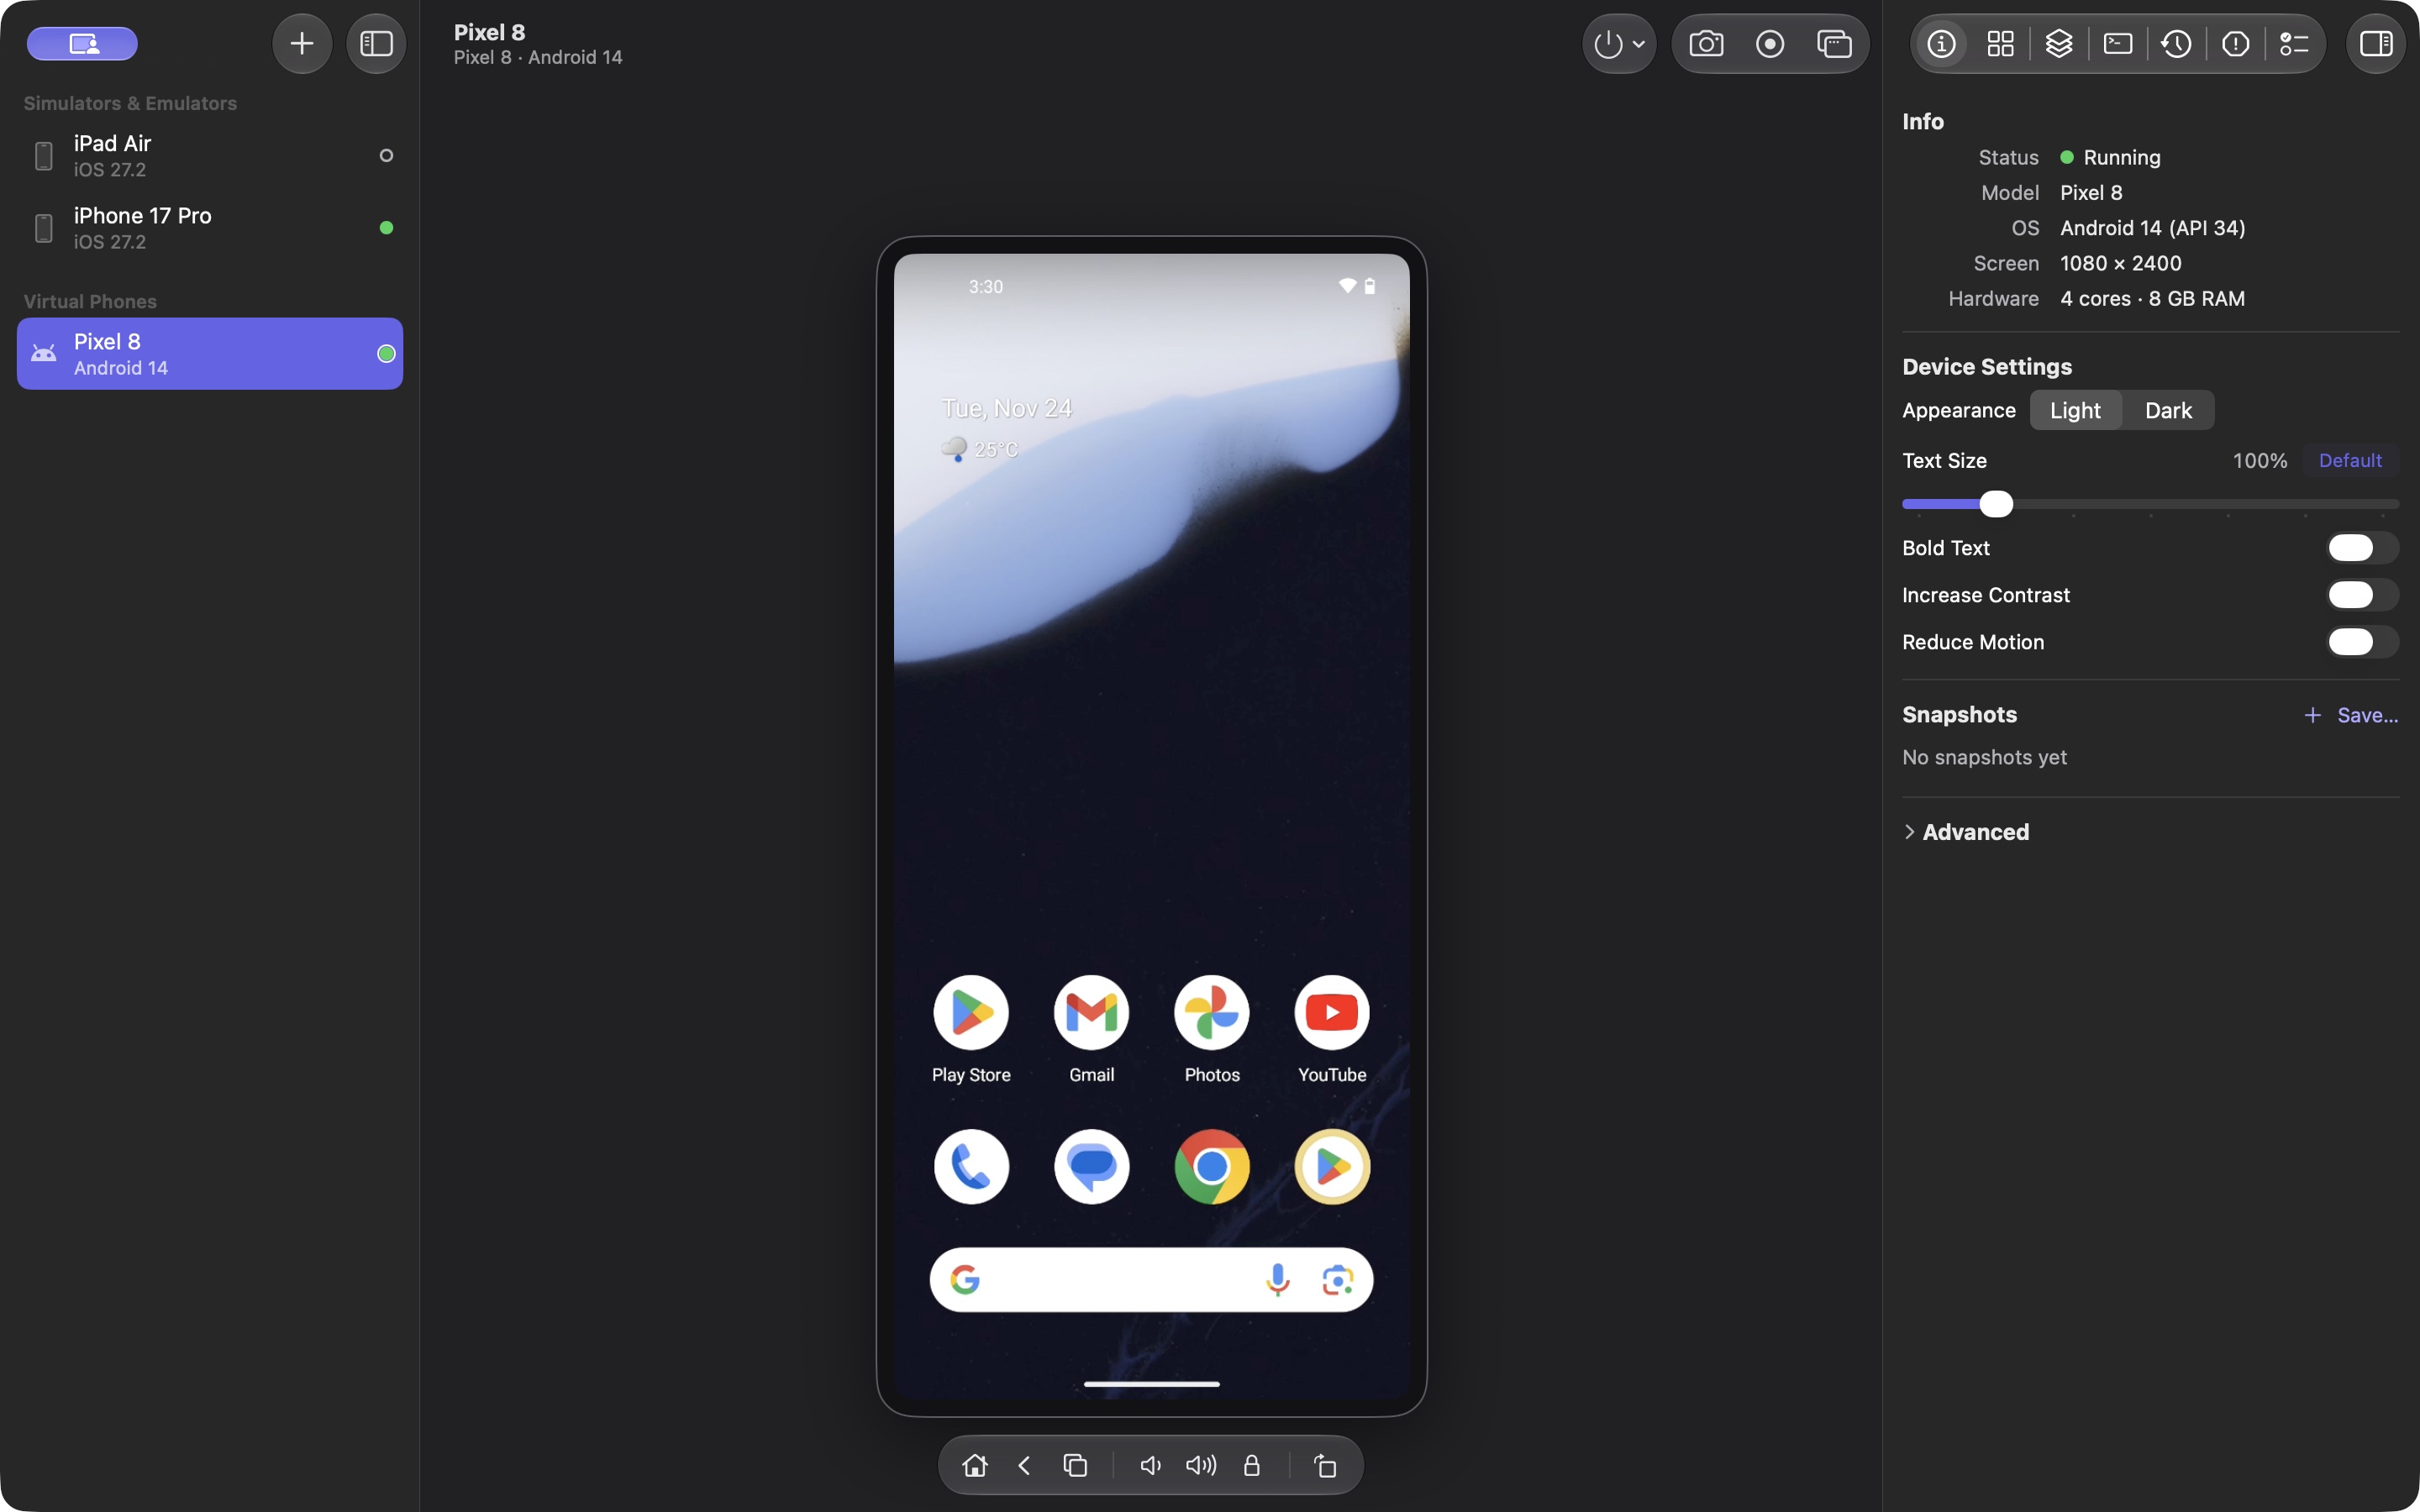 Simulators & Emulators
iPad Air
iOS 27.2
iPhone 17 Pro
iOS 27.2
Virtual Phones
Pixel 8
Android 14
Pixel 8
Pixel 8 · Android 14
3:30
Tue, Nov 24
25°C
Play Store
Gmail
Photos
YouTube
Info
Status Running
Model Pixel 8
OS Android 14 (API 34)
Screen 1080 × 2400
Hardware 4 cores · 8 GB RAM
Device Settings
Appearance Light Dark
Text Size 100% Default
Bold Text
Increase Contrast
Reduce Motion
Snapshots + Save...
No snapshots yet
Advanced